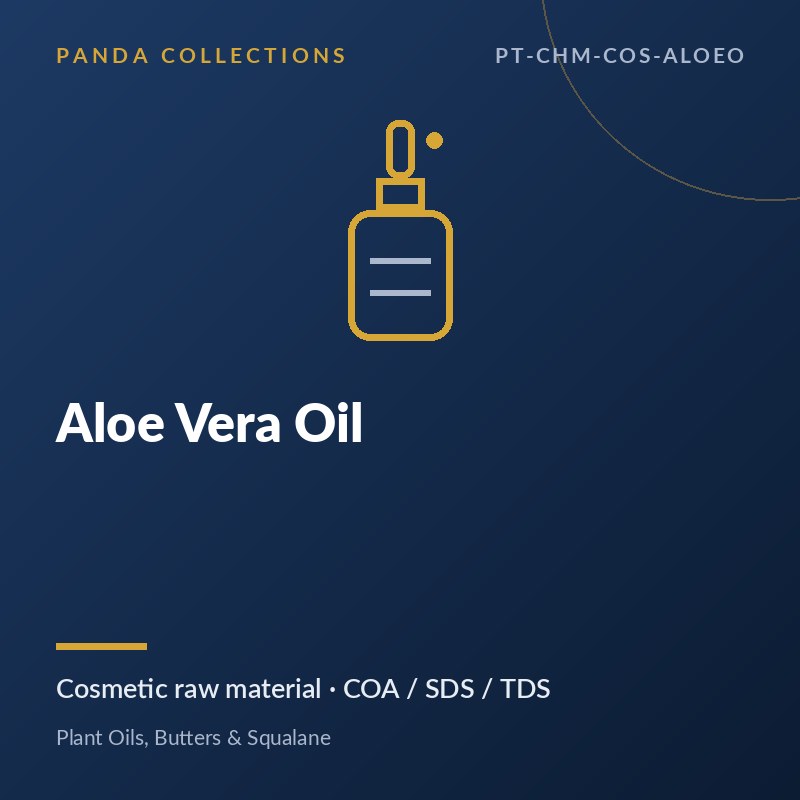 PANDA COLLECTIONS
PT-CHM-COS-ALOEO
Aloe Vera Oil
Cosmetic raw material · COA / SDS / TDS
Plant Oils, Butters & Squalane